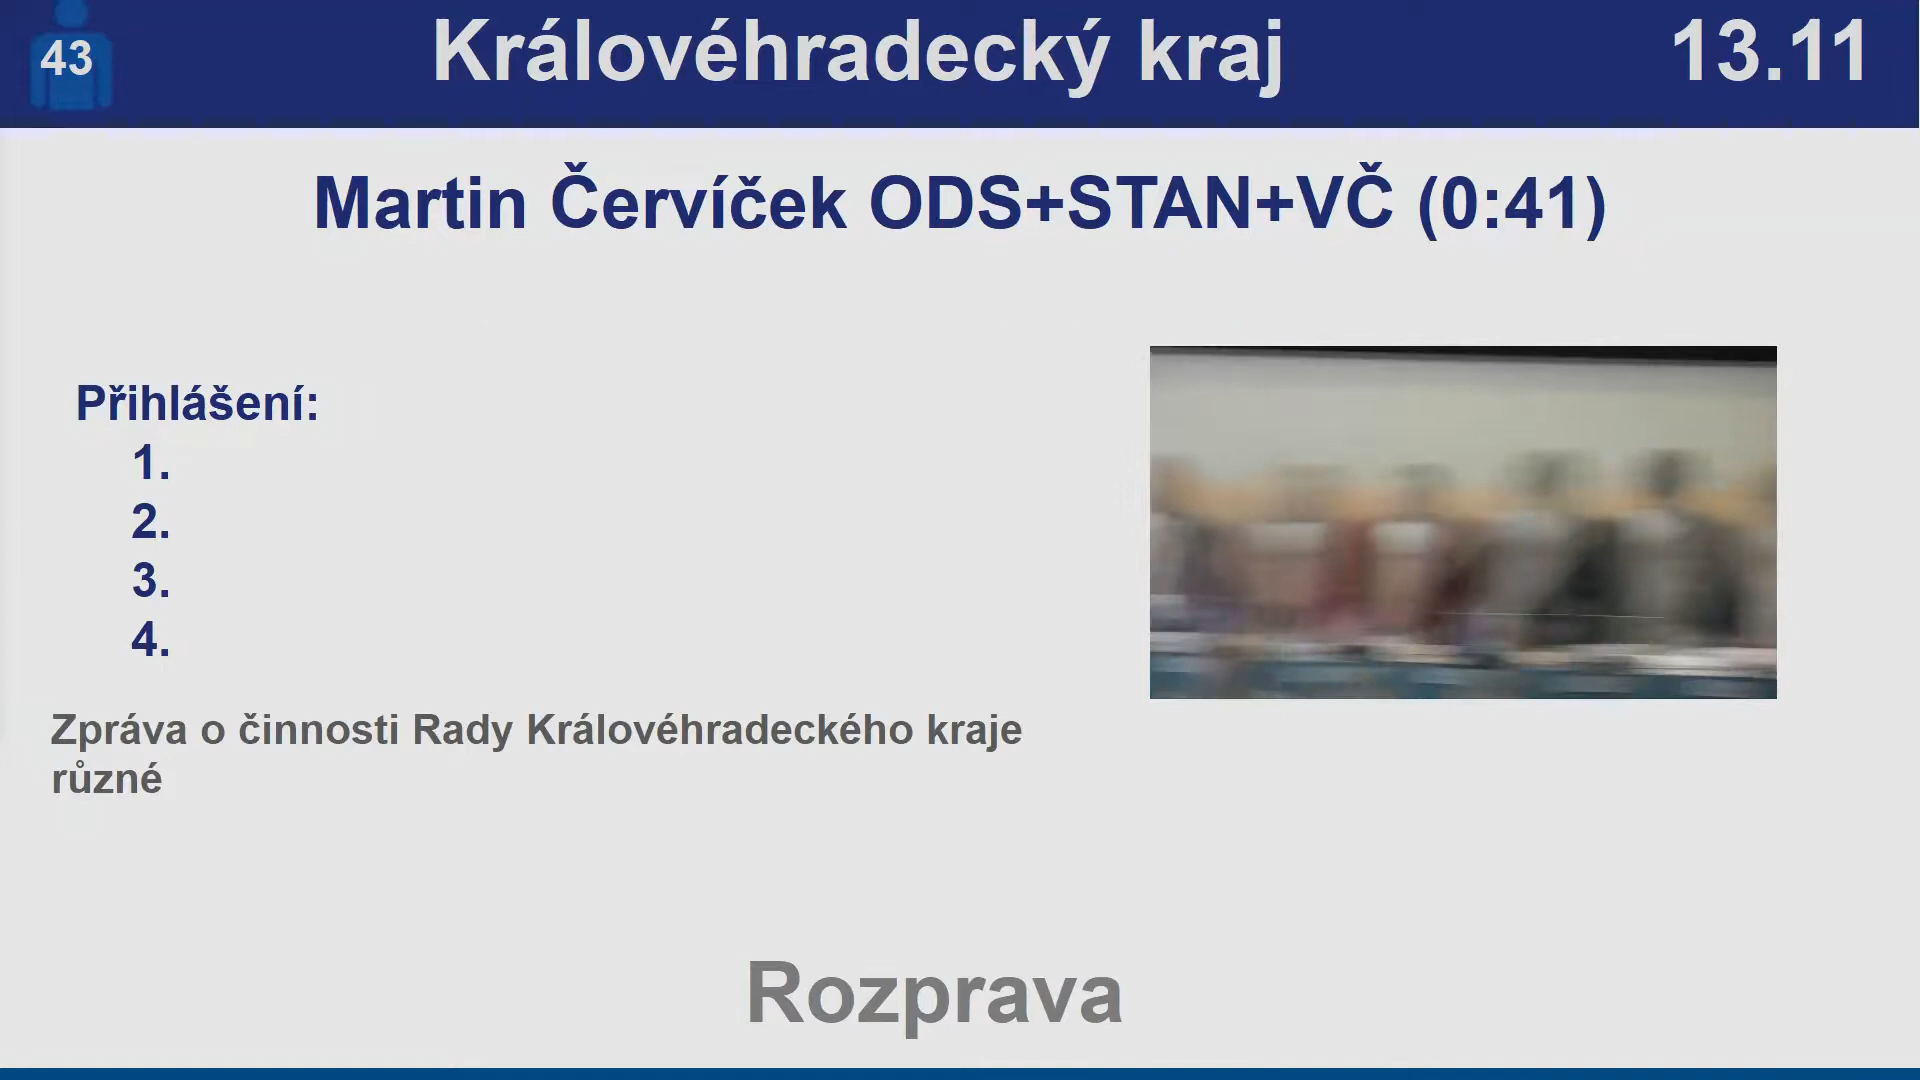 43
Královéhradecký kraj
13.11
Martin Červíček ODS+STAN+VČ (0:41)
Přihlášení:
1.
2.
3.
4.
Zpráva o činnosti Rady Královéhradeckého kraje
různé
Rozprava